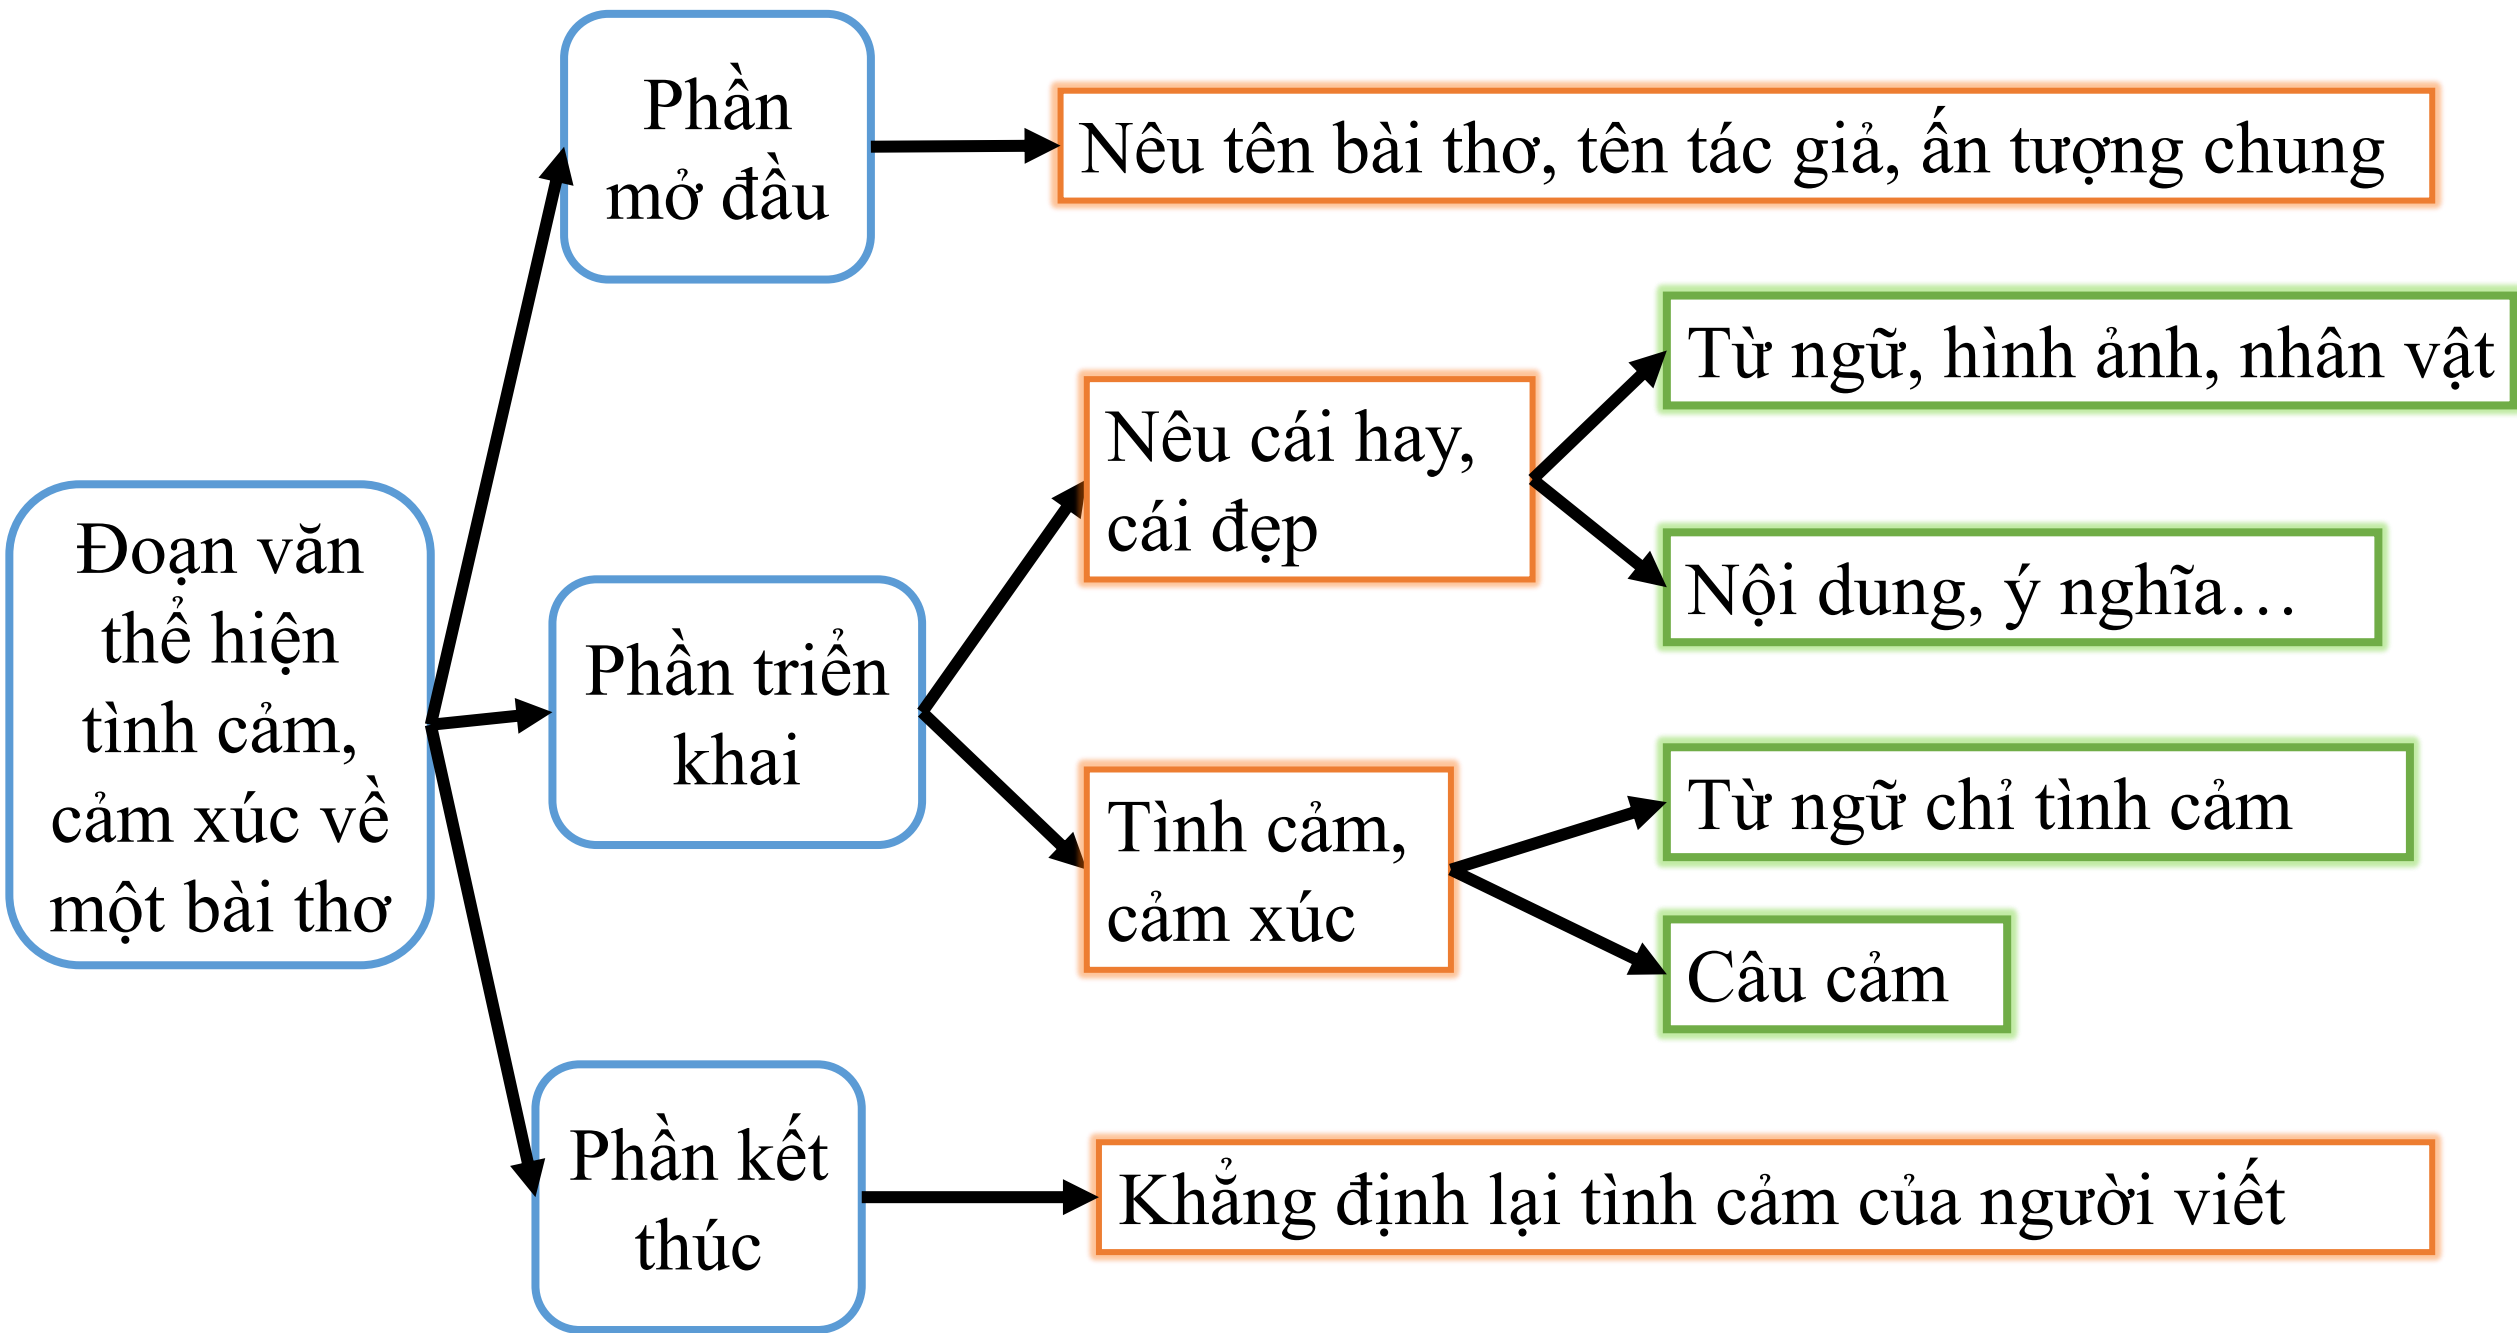 Đoạn văn
thể hiện
tình cảm,
cảm xúc về
một bài thơ
Phần
mở đầu
Nêu tên bài thơ, tên tác giả, ấn tượng chung
Phần triển
khai
Nêu cái hay,
cái đẹp
Từ ngữ, hình ảnh, nhân vật
Nội dung, ý nghĩa…
Tình cảm,
cảm xúc
Từ ngữ chỉ tình cảm
Câu cảm
Phần kết
thúc
Khẳng định lại tình cảm của người viết